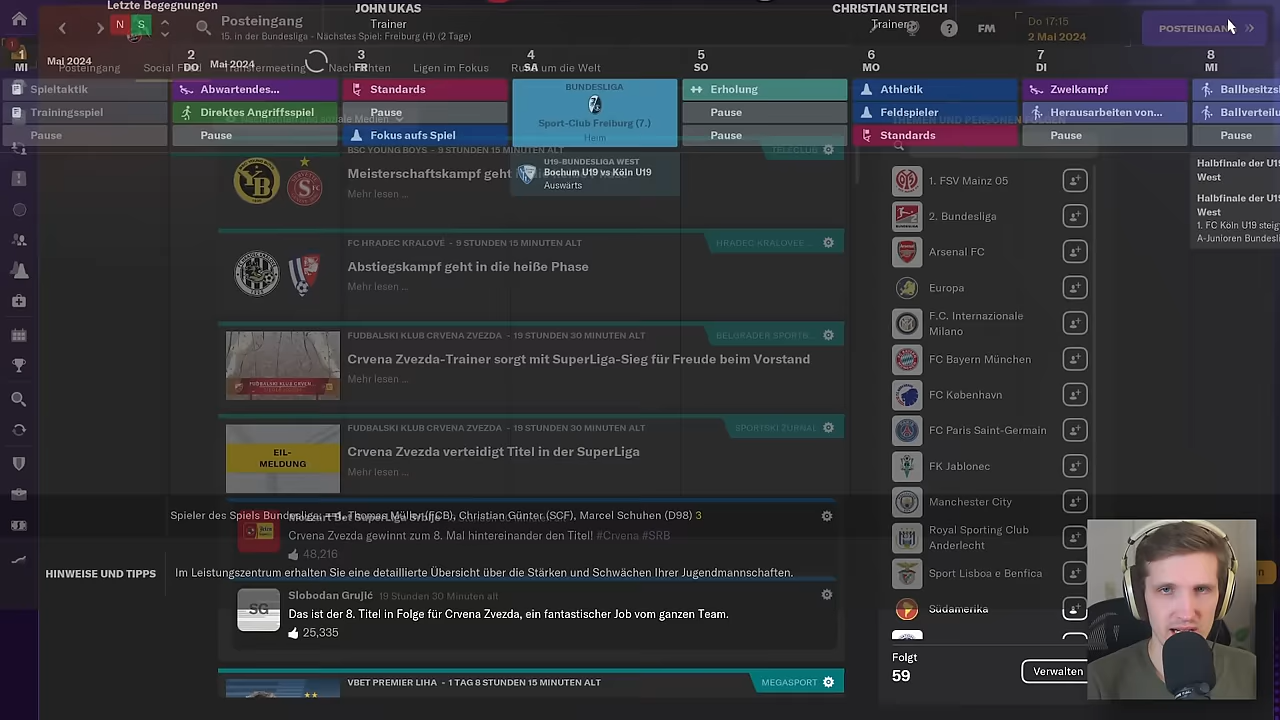 Letzte Begegnungen
N S
JOHN UKAS
Trainer
CHRISTIAN STREICH
Trainer
Posteingang
15. in der Bundesliga - Nächstes Spiel: Freiburg (H) (2 Tage)
FM
Do 17:15
2 Mai 2024
POSTEINGANG
1 MI
Mai 2024
2 DO
Mai 2024
3 FR
4 SA
5 SO
6 MO
7 DI
8 MI
Posteingang
Social Feed
Transfermeeting
Nachrichten
Ligen im Fokus
Rund um die Welt
Spieltaktik
Abwartendes...
Standards
BUNDESLIGA
Erholung
Athletik
Zweikampf
Ballbesitzs
Trainingsspiel
Direktes Angriffsspiel
Pause
Sport-Club Freiburg (7.)
Pause
Feldspieler
Herausarbeiten von...
Ballverteilu
Pause
Pause
Fokus aufs Spiel
Heim
Pause
Standards
Pause
Pause
U19-BUNDESLIGA WEST
Bochum U19 vs Köln U19
Auswärts
Halbfinale der U19
West
Halbfinale der U19
West
1. FC Köln U19 steig
A-Junioren Bundesli
BSC YOUNG BOYS - 9 STUNDEN 15 MINUTEN ALT
TELECLUB
Meisterschaftskampf geht
Mehr lesen ...
FC HRADEC KRALOVÉ - 9 STUNDEN 15 MINUTEN ALT
HRADEC KRALOVÉE ...
Abstiegskampf geht in die heiße Phase
Mehr lesen ...
FUDBALSKI KLUB CRVENA ZVEZDA - 19 STUNDEN 30 MINUTEN ALT
BELGRADER SPORTB...
Crvena Zvezda-Trainer sorgt mit SuperLiga-Sieg für Freude beim Vorstand
Mehr lesen ...
FUDBALSKI KLUB CRVENA ZVEZDA - 19 STUNDEN 30 MINUTEN ALT
SPORTSKI ŽURNAL
EIL-
MELDUNG
Crvena Zvezda verteidigt Titel in der SuperLiga
Mehr lesen ...
Spieler des Spiels Bundesliga: Thomas Müller (FCB), Christian Günter (SCF), Marcel Schuhen (D98) 3
Crvena Zvezda gewinnt zum 8. Mal hintereinander den Titel! #Crvena #SRB
48,216
HINWEISE UND TIPPS
Im Leistungszentrum erhalten Sie eine detaillierte Übersicht über die Stärken und Schwächen Ihrer Jugendmannschaften.
SG
Slobodan Grujić 19 Stunden 30 Minuten alt
Das ist der 8. Titel in Folge für Crvena Zvezda, ein fantastischer Job vom ganzen Team.
25,335
VBET PREMIER LIHA - 1 TAG 8 STUNDEN 15 MINUTEN ALT
MEGASPORT
1. FSV Mainz 05
2. Bundesliga
Arsenal FC
Europa
F.C. Internazionale
Milano
FC Bayern München
FC København
FC Paris Saint-Germain
FK Jablonec
Manchester City
Royal Sporting Club
Anderlecht
Sport Lisboa e Benfica
Südamerika
Folgt
59
Verwalten